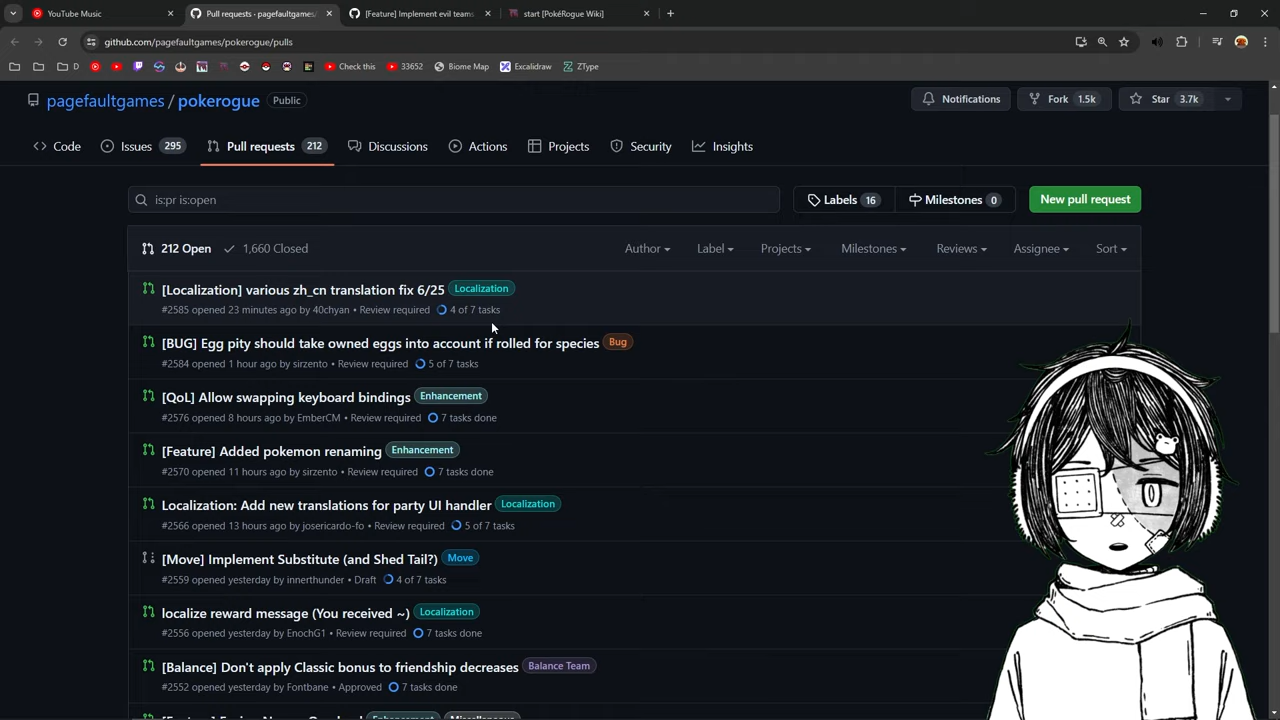 YouTube Music
Pull requests · pagefaultgames/
[Feature] Implement evil teams
start [PokéRogue Wiki]
github.com/pagefaultgames/pokerogue/pulls
D
Check this
33652
Biome Map
Excalidraw
ZType
pagefaultgames / pokerogue Public
Notifications
Fork 1.5k
Star 3.7k
Code
Issues 295
Pull requests 212
Discussions
Actions
Projects
Security
Insights
is:pr is:open
Labels 16
Milestones 0
New pull request
212 Open
1,660 Closed
Author
Label
Projects
Milestones
Reviews
Assignee
Sort
[Localization] various zh_cn translation fix 6/25 Localization
#2585 opened 23 minutes ago by 40chyan • Review required 4 of 7 tasks
[BUG] Egg pity should take owned eggs into account if rolled for species Bug
#2584 opened 1 hour ago by sirzento • Review required 5 of 7 tasks
[QoL] Allow swapping keyboard bindings Enhancement
#2576 opened 8 hours ago by EmberCM • Review required 7 tasks done
[Feature] Added pokemon renaming Enhancement
#2570 opened 11 hours ago by sirzento • Review required 7 tasks done
Localization: Add new translations for party UI handler Localization
#2566 opened 13 hours ago by josericardo-fo • Review required 5 of 7 tasks
[Move] Implement Substitute (and Shed Tail?) Move
#2559 opened yesterday by innerthunder • Draft 4 of 7 tasks
localize reward message (You received ~) Localization
#2556 opened yesterday by EnochG1 • Review required 7 tasks done
[Balance] Don't apply Classic bonus to friendship decreases Balance Team
#2552 opened yesterday by Fontbane • Approved 7 tasks done